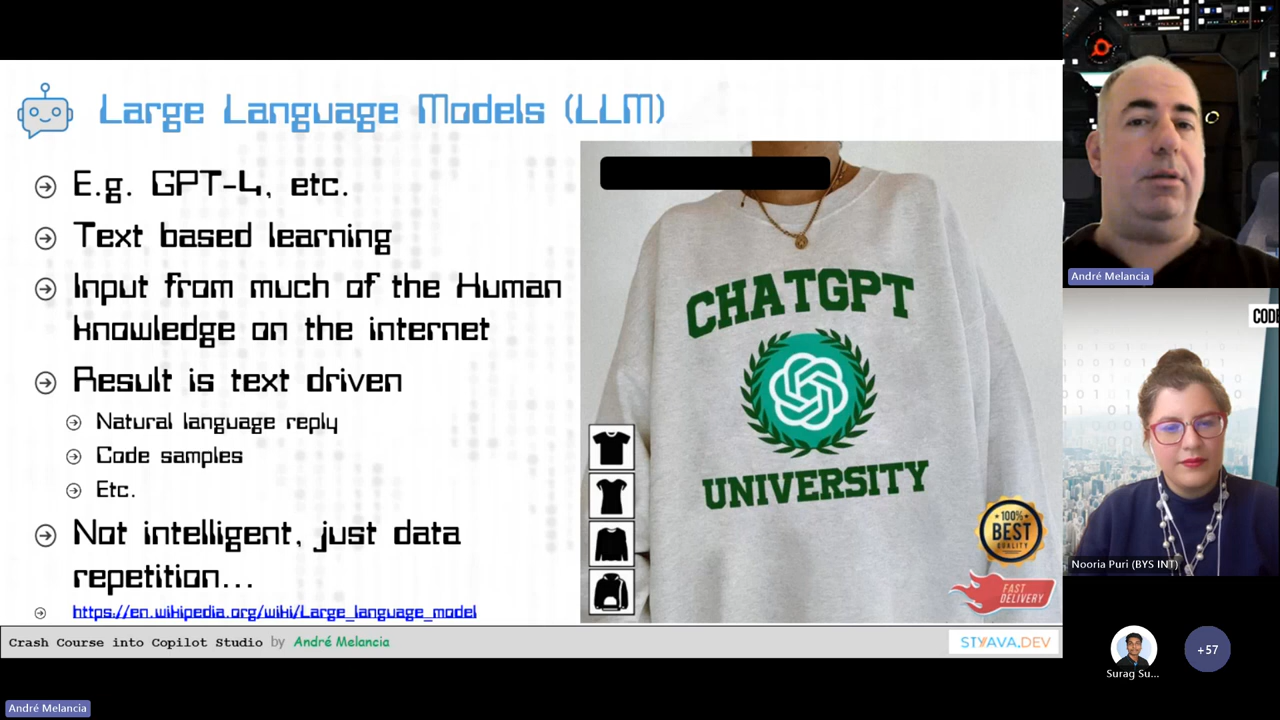 Large Language Models (LLM)
E.g. GPT-4, etc.
Text based learning
Input from much of the Human
knowledge on the internet
Result is text driven
Natural language reply
Code samples
Etc.
Not intelligent, just data
repetition...
https://en.wikipedia.org/wiki/Large_language_model
CHATGPT
UNIVERSITY
100%
BEST
QUALITY
FAST
DELIVERY
Crash Course into Copilot Studio by André Melancia
STYAVA.DEV
André Melancia
CODE
Nooria Puri (BYS INT)
Surag Su...
+57
André Melancia